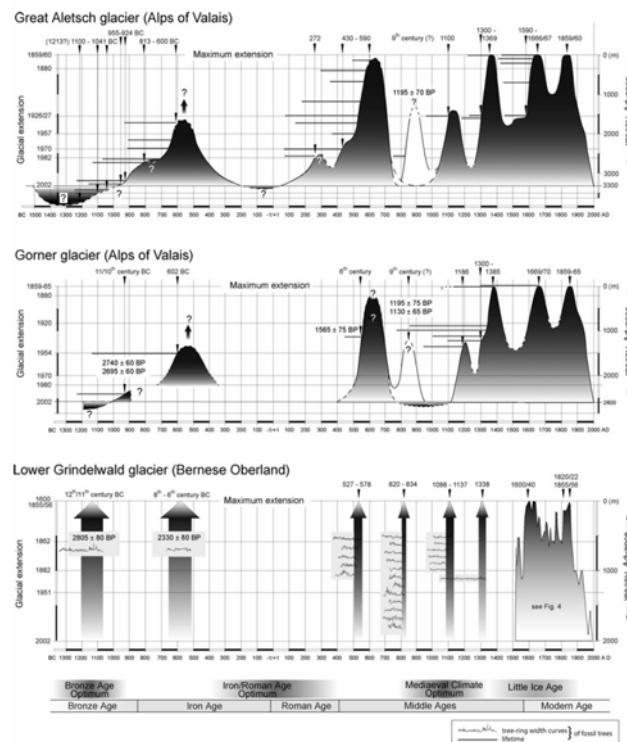 Great Aletsch glacier (Alps of Valais)
(1213?) 1100 - 1041 BC 955-924 BC 813 - 600 BC Maximum extension 272 430 - 590 9th century (?) 1100 1300 - 1369 1590 - 1666/67 1859/60
1859/60 0 (m)
1880
1195 ± 70 BP
1000
1926/27
1957 2000
1970
1982
3000
2002 3300
Glacial extension
? ? ? ? ? ? ?
BC 1500 1400 1300 1200 1100 1000 900 800 700 600 500 400 300 200 100 -1/+1 100 200 300 400 500 600 700 800 900 1000 1100 1200 1300 1400 1500 1600 1700 1800 1900 2000 AD
Gorner glacier (Alps of Valais)
11/10th century BC 602 BC Maximum extension 6th century 9th century (?) 1186 1300 - 1385 1669/70 1859-65
1859-65 0 (m)
1880
1195 ± 75 BP
1130 ± 65 BP
1920 1000
1565 ± 75 BP
1954
2740 ± 60 BP
2695 ± 60 BP
1970
1980 2000
2002 2600
Glacial extension
? ? ? ? ?
BC 1300 1200 1100 1000 900 800 700 600 500 400 300 200 100 -1/+1 100 200 300 400 500 600 700 800 900 1000 1100 1200 1300 1400 1500 1600 1700 1800 1900 2000 AD
Lower Grindelwald glacier (Bernese Oberland)
12th/11th century BC 8th - 6th century BC Maximum extension 527 - 578 820 - 834 1088 - 1137 1338 1600/40 1820/22 1855/56
1600
1855/56 0 (m)
2805 ± 80 BP 2330 ± 80 BP
1862
1882 1000
1951
see Fig. 4
2002 2000
Glacial extension
BC 1300 1200 1100 1000 900 800 700 600 500 400 300 200 100 -1/+1 100 200 300 400 500 600 700 800 900 1000 1100 1200 1300 1400 1500 1600 1700 1800 1900 2000 AD
Bronze Age Optimum Iron/Roman Age Optimum Mediaeval Climate Optimum Little Ice Age
Bronze Age Iron Age Roman Age Middle Ages Modern Age
tree-ring width curves
lifetime } of fossil trees